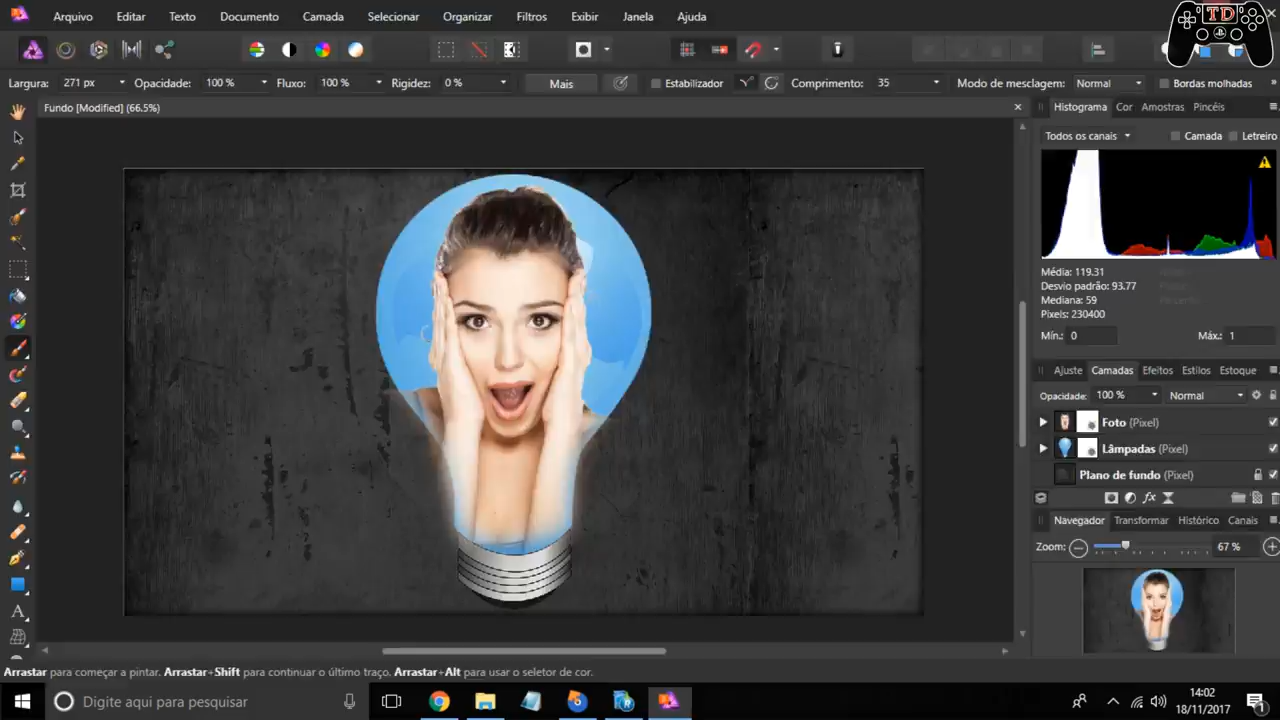 Arquivo Editar Texto Documento Camada Selecionar Organizar Filtros Exibir Janela Ajuda
TD
Largura: 271 px Opacidade: 100 % Fluxo: 100 % Rigidez: 0 % Mais Estabilizador Comprimento: 35 Modo de mesclagem: Normal Bordas molhadas
Fundo [Modified] (66.5%)
Histograma Cor Amostras Pincéis
Todos os canais Camada Letreiro
Média: 119.31
Desvio padrão: 93.77
Mediana: 59
Pixels: 230400
Mín: 0 Máx: 1
Ajuste Camadas Efeitos Estilos Estoque
Opacidade: 100 % Normal
Foto (Pixel)
Lâmpadas (Pixel)
Plano de fundo (Pixel)
Navegador Transformar Histórico Canais
Zoom: 67 %
Arrastar para começar a pintar. Arrastar+Shift para continuar o último traço. Arrastar+Alt para usar o seletor de cor.
Digite aqui para pesquisar
14:02
18/11/2017
1